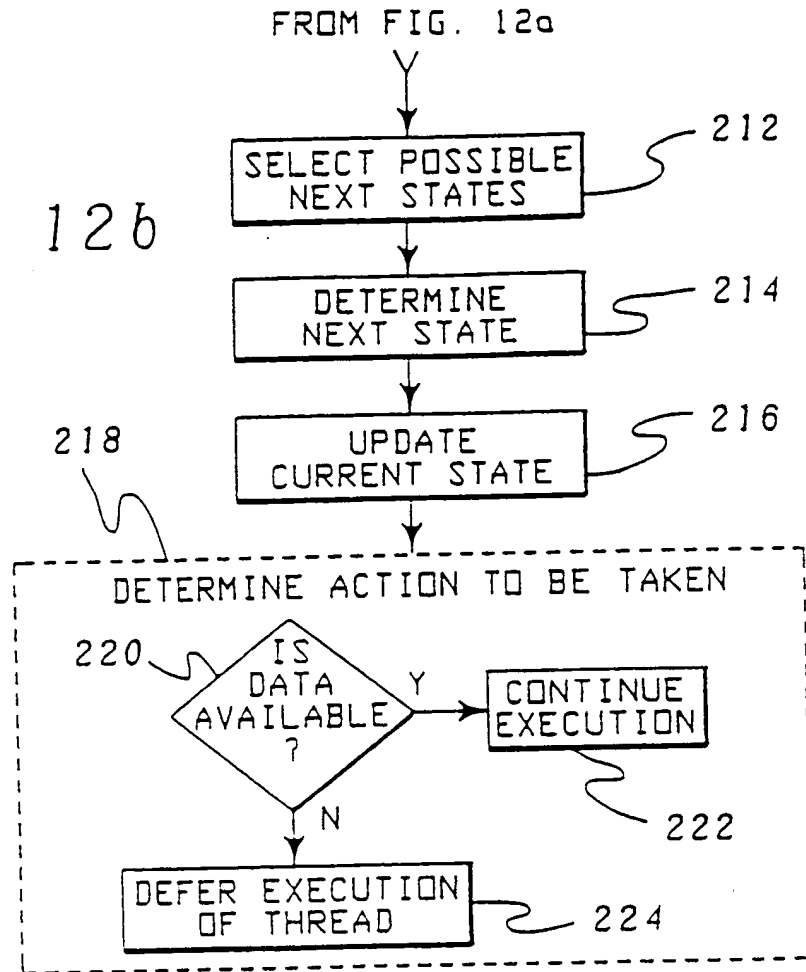 FROM FIG. 12a
212
SELECT POSSIBLE
NEXT STATES
12b
214
DETERMINE
NEXT STATE
216
UPDATE
CURRENT STATE
218
DETERMINE ACTION TO BE TAKEN
220
IS
DATA
AVAILABLE
?
Y
CONTINUE
EXECUTION
222
N
DEFER EXECUTION
OF THREAD
224